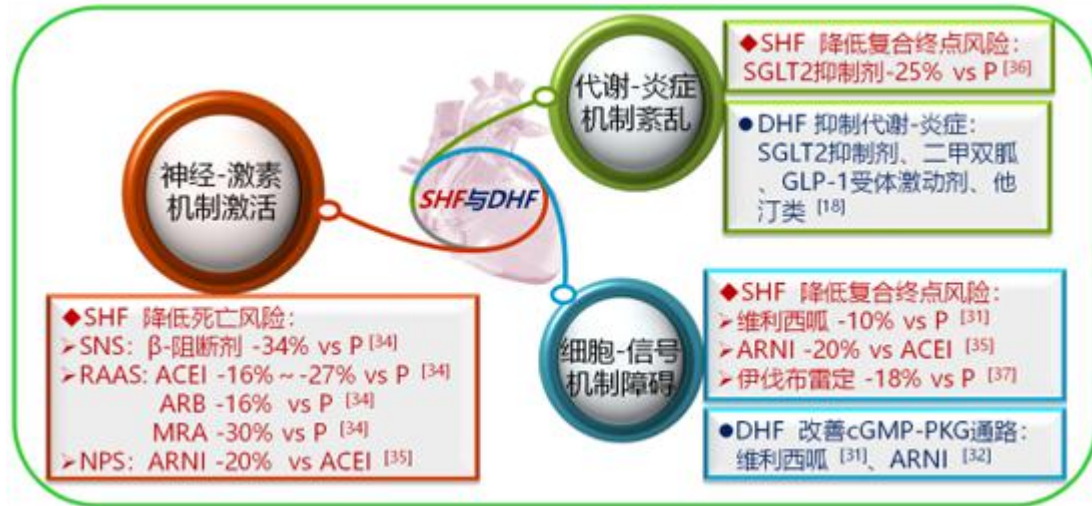 神经-激素
机制激活
◆SHF 降低死亡风险：
➢SNS: β-阻断剂 -34% vs P [34]
➢RAAS: ACEI -16%～-27% vs P [34]
ARB -16% vs P [34]
MRA -30% vs P [34]
➢NPS: ARNI -20% vs ACEI [35]
SHF与DHF
代谢-炎症
机制紊乱
◆SHF 降低复合终点风险：
SGLT2抑制剂-25% vs P [36]
●DHF 抑制代谢-炎症：
SGLT2抑制剂、二甲双胍
、GLP-1受体激动剂、他
汀类 [18]
细胞-信号
机制障碍
◆SHF 降低复合终点风险：
➢维利西呱 -10% vs P [31]
➢ARNI -20% vs ACEI [35]
➢伊伐布雷定 -18% vs P [37]
●DHF 改善cGMP-PKG通路：
维利西呱 [31]、ARNI [32]